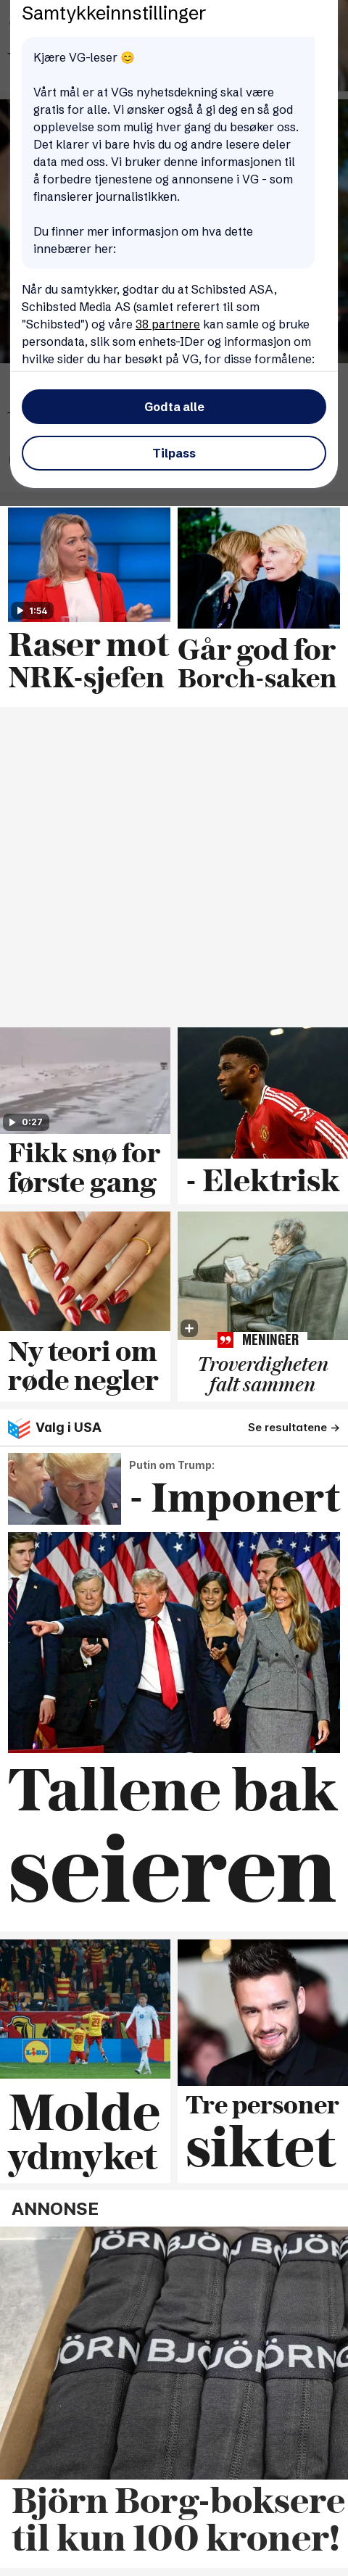 Samtykkeinnstillinger
Kjære VG-leser 😊
Vårt mål er at VGs nyhetsdekning skal være
gratis for alle. Vi ønsker også å gi deg en så god
opplevelse som mulig hver gang du besøker oss.
Det klarer vi bare hvis du og andre lesere deler
data med oss. Vi bruker denne informasjonen til
å forbedre tjenestene og annonsene i VG - som
finansierer journalistikken.
Du finner mer informasjon om hva dette
innebærer her:
Når du samtykker, godtar du at Schibsted ASA,
Schibsted Media AS (samlet referert til som
"Schibsted") og våre 38 partnere kan samle og bruke
persondata, slik som enhets-IDer og informasjon om
hvilke sider du har besøkt på VG, for disse formålene:
Godta alle
Tilpass
1:54
Raser mot
NRK-sjefen
Går god for
Borch-saken
0:27
Fikk snø for
første gang
- Elektrisk
Ny teori om
røde negler
MENINGER
Troverdigheten
falt sammen
Valg i USA
Se resultatene →
Putin om Trump:
- Imponert
Tallene bak
seieren
LIDL
Molde
ydmyket
Tre personer
siktet
ANNONSE
Björn Borg-boksere
til kun 100 kroner!